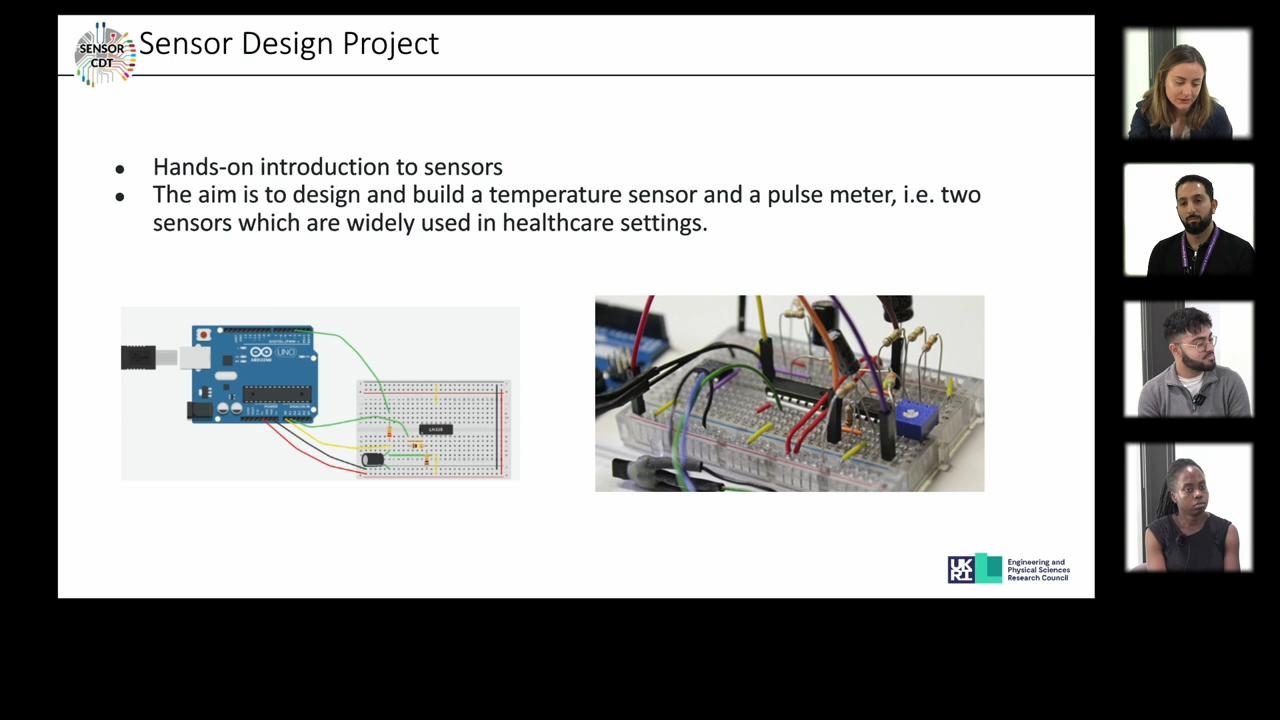 SENSOR
CDT
Sensor Design Project
● Hands-on introduction to sensors
● The aim is to design and build a temperature sensor and a pulse meter, i.e. two
sensors which are widely used in healthcare settings.
UNO
ARDUINO
UK
RI
Engineering and
Physical Sciences
Research Council